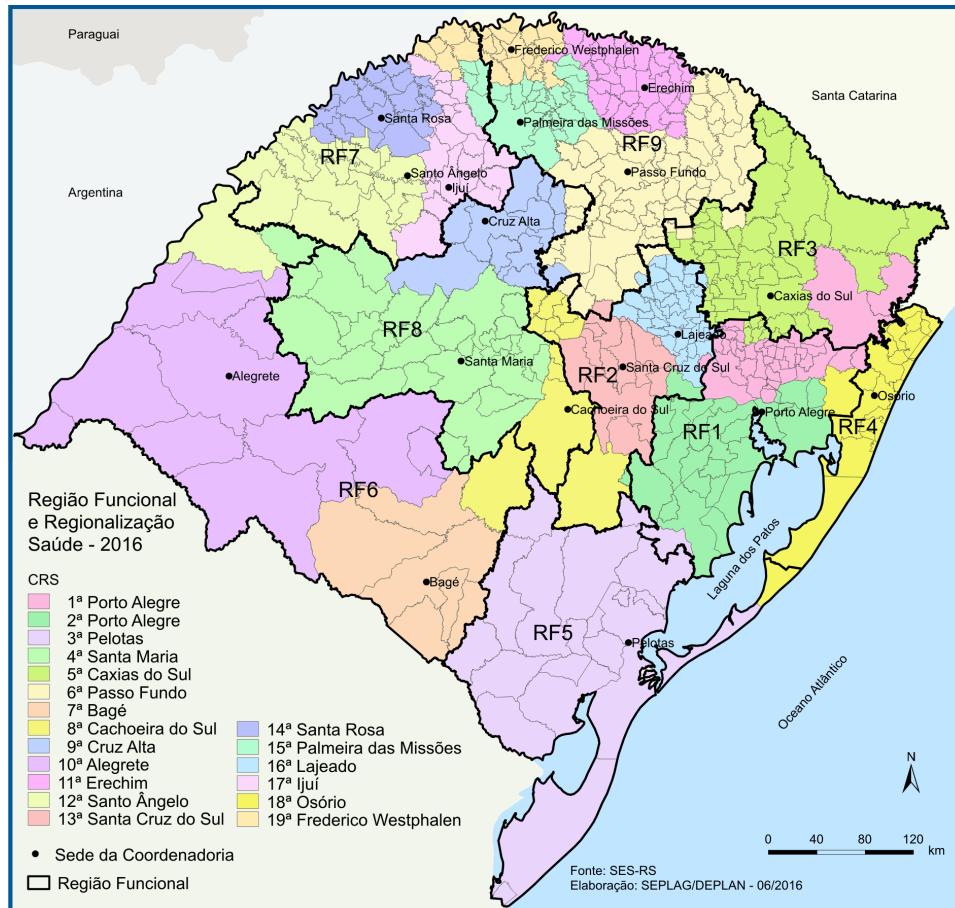 Paraguai
Frederico Westphalen
Erechim
Santa Catarina
Santa Rosa
Palmeira das Missões
RF7
RF9
Santo Ângelo
Passo Fundo
Argentina
Ijuí
Cruz Alta
RF3
Caxias do Sul
RF8
Lajeado
Santa Maria
RF2
Santa Cruz do Sul
Alegrete
Osório
Cachoeira do Sul
Porto Alegre
RF1
RF4
RF6
Região Funcional
e Regionalização
Saúde - 2016
Laguna dos Patos
Bagé
RF5
Pelotas
Oceano Atlântico
CRS
1ª Porto Alegre
2ª Porto Alegre
3ª Pelotas
4ª Santa Maria
5ª Caxias do Sul
6ª Passo Fundo
7ª Bagé
8ª Cachoeira do Sul
9ª Cruz Alta
10ª Alegrete
11ª Erechim
12ª Santo Ângelo
13ª Santa Cruz do Sul
14ª Santa Rosa
15ª Palmeira das Missões
16ª Lajeado
17ª Ijuí
18ª Osório
19ª Frederico Westphalen
Sede da Coordenadoria
Região Funcional
N
0 40 80 120
km
Fonte: SES-RS
Elaboração: SEPLAG/DEPLAN - 06/2016